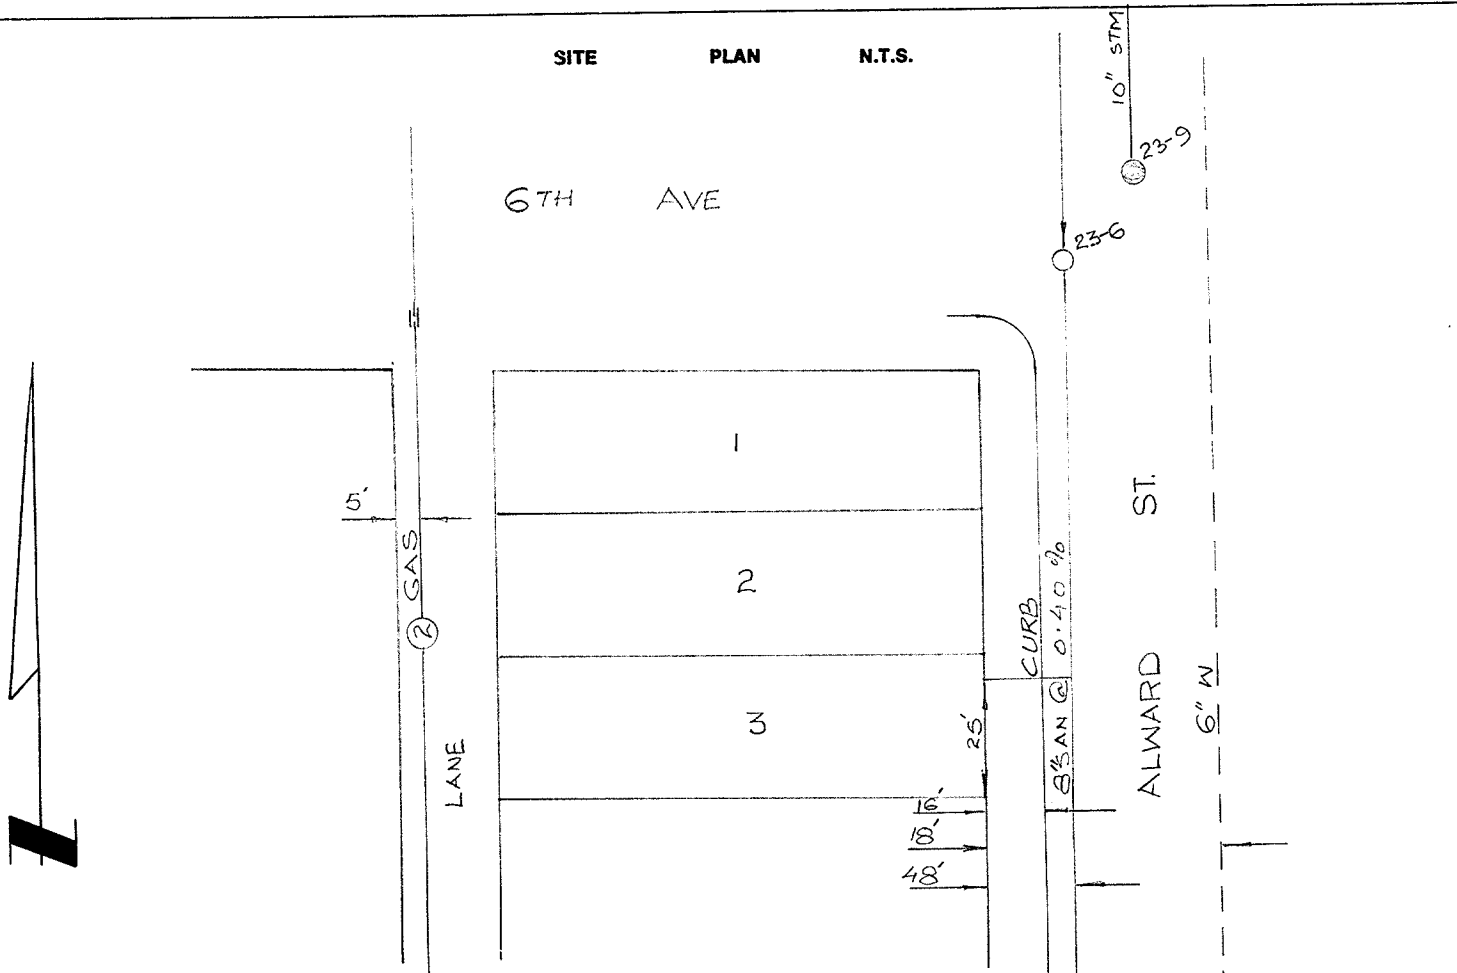 SITE PLAN N.T.S.
10" STM
23-9
6TH AVE
23-6
1
5'
GAS
ST.
2
2
CURB
8" SAN @ 0.40 %
ALWARD
6" W
3
25'
LANE
16'
18'
48'